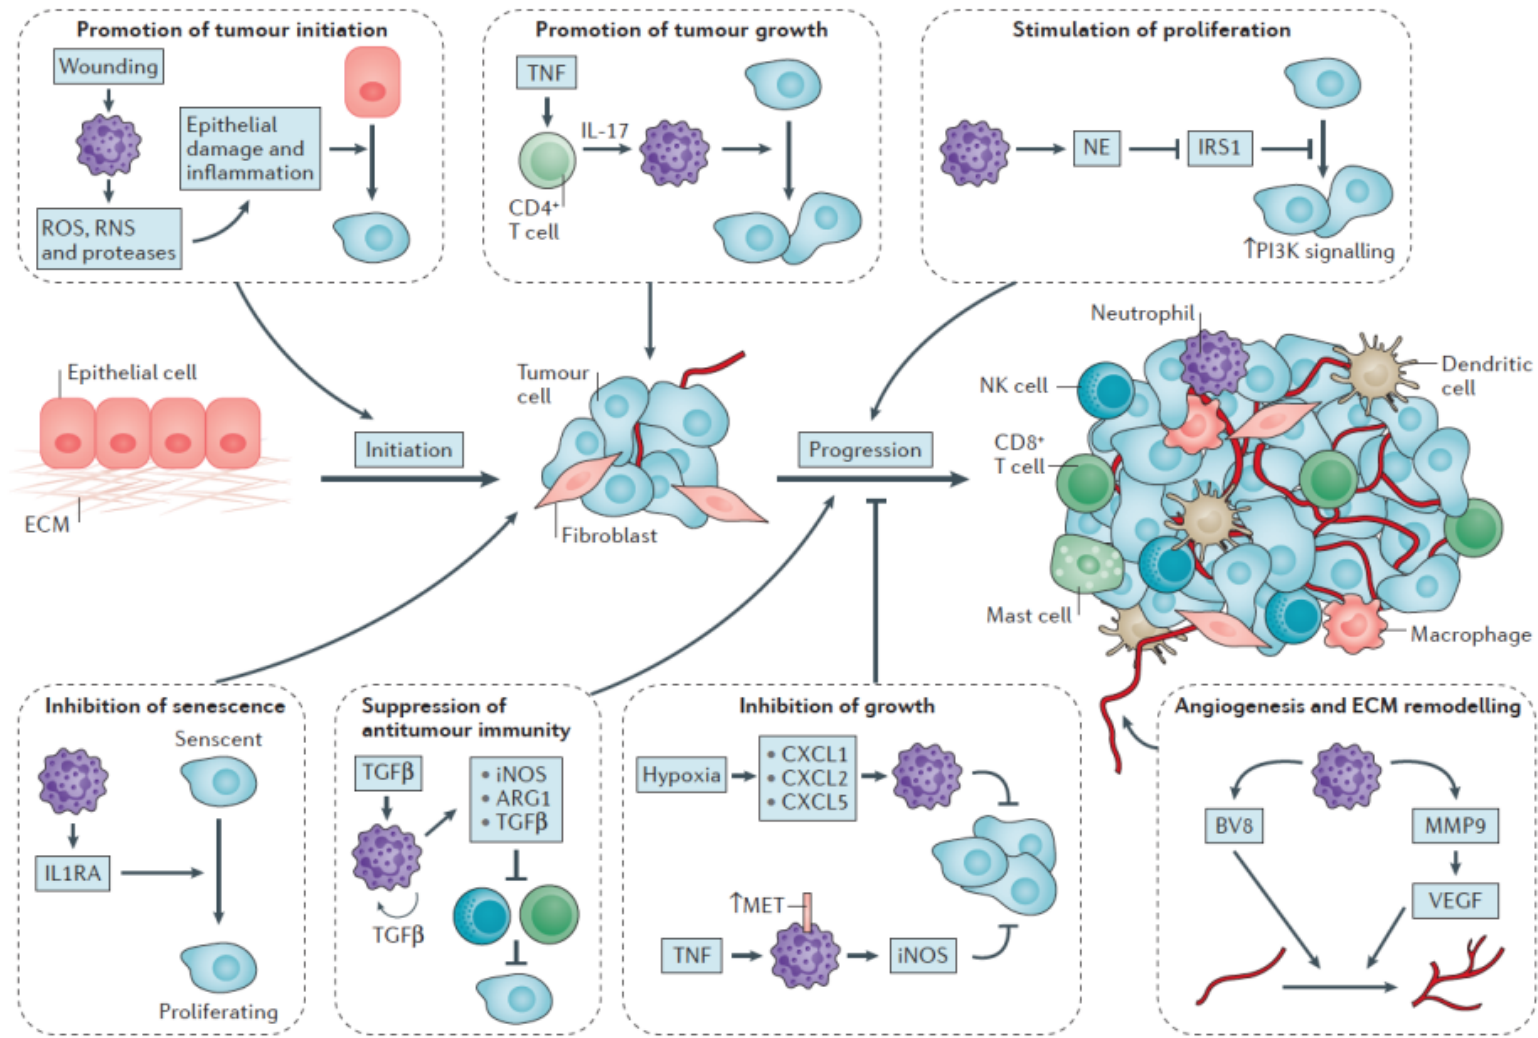 Promotion of tumour initiation
Wounding
Epithelial
damage and
inflammation
ROS, RNS
and proteases
Promotion of tumour growth
TNF
IL-17
CD4⁺
T cell
Stimulation of proliferation
NE
IRS1
↑PI3K signalling
Epithelial cell
ECM
Initiation
Tumour
cell
Fibroblast
Progression
Neutrophil
NK cell
CD8⁺
T cell
Mast cell
Dendritic
cell
Macrophage
Inhibition of senescence
Senscent
IL1RA
Proliferating
Suppression of
antitumour immunity
TGFβ
• iNOS
• ARG1
• TGFβ
TGFβ
Inhibition of growth
Hypoxia
• CXCL1
• CXCL2
• CXCL5
↑MET
TNF
iNOS
Angiogenesis and ECM remodelling
BV8
MMP9
VEGF